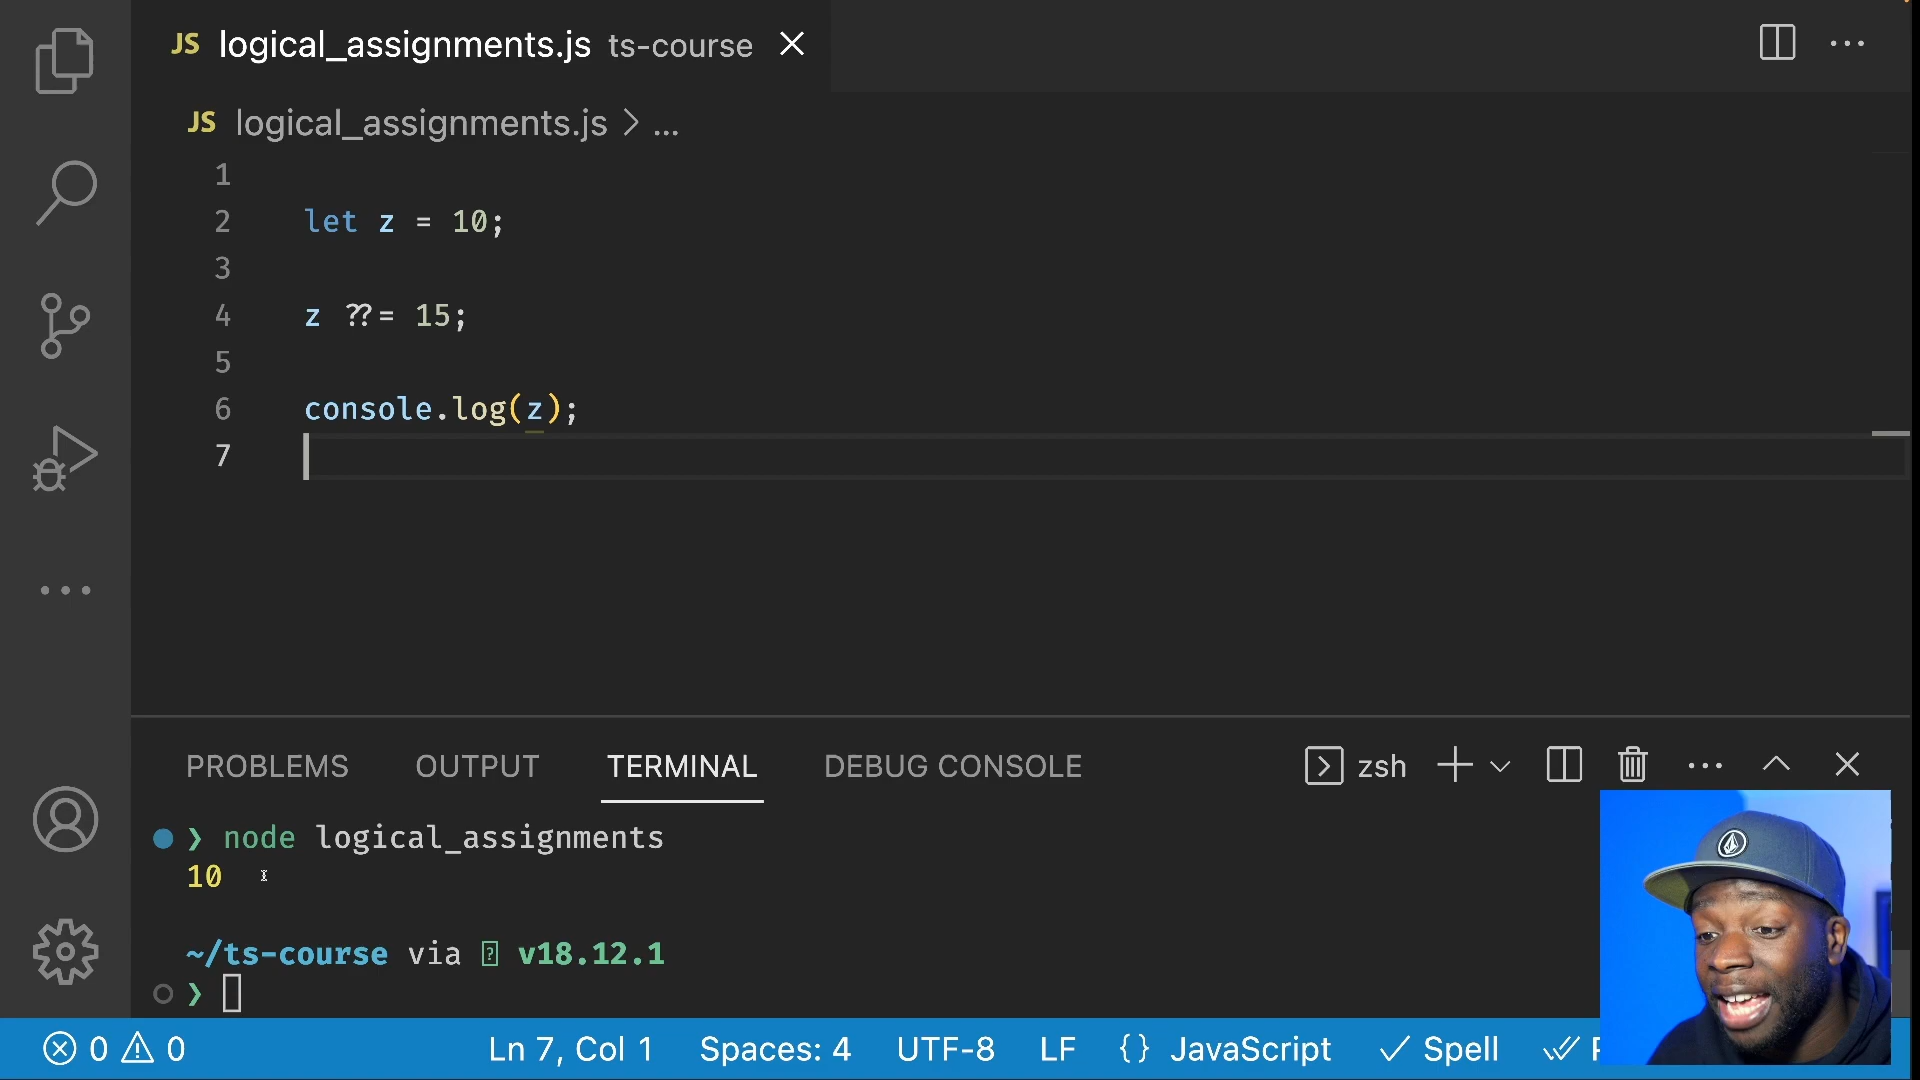 JS logical_assignments.js ts-course
JS logical_assignments.js > ...
1
2 let z = 10;
3
4 z ??= 15;
5
6 console.log(z);
7
PROBLEMS OUTPUT TERMINAL DEBUG CONSOLE zsh
❯ node logical_assignments
10
~/ts-course via ? v18.12.1
❯
0 0 Ln 7, Col 1 Spaces: 4 UTF-8 LF {} JavaScript Spell